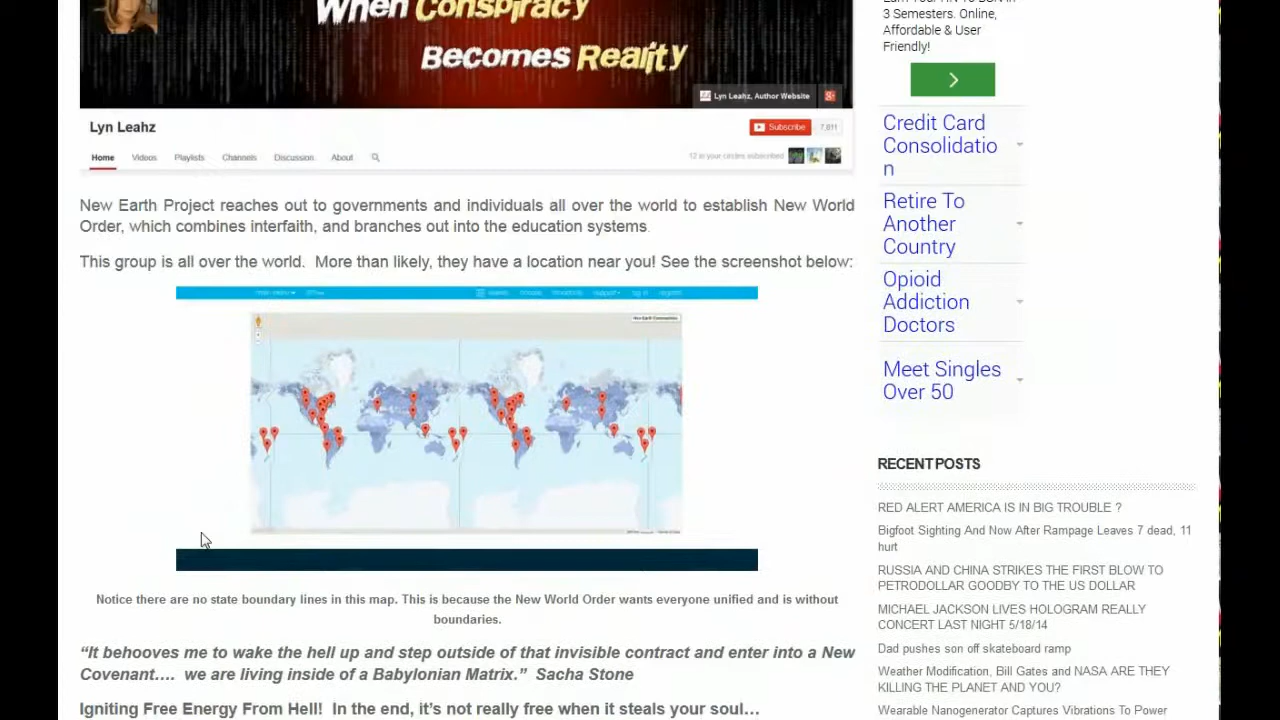 When Conspiracy
Becomes Reality
Lyn Leahz, Author Website
Lyn Leahz
Subscribe 7,811
Home Videos Playlists Channels Discussion About
12 in your circles subscribed
New Earth Project reaches out to governments and individuals all over the world to establish New World
Order, which combines interfaith, and branches out into the education systems.
This group is all over the world. More than likely, they have a location near you! See the screenshot below:
New Earth Communities
Notice there are no state boundary lines in this map. This is because the New World Order wants everyone unified and is without
boundaries.
“It behooves me to wake the hell up and step outside of that invisible contract and enter into a New
Covenant…. we are living inside of a Babylonian Matrix.” Sacha Stone
Igniting Free Energy From Hell! In the end, it’s not really free when it steals your soul…
3 Semesters. Online,
Affordable & User
Friendly!
Credit Card
Consolidatio
n
Retire To
Another
Country
Opioid
Addiction
Doctors
Meet Singles
Over 50
RECENT POSTS
RED ALERT AMERICA IS IN BIG TROUBLE ?
Bigfoot Sighting And Now After Rampage Leaves 7 dead, 11
hurt
RUSSIA AND CHINA STRIKES THE FIRST BLOW TO
PETRODOLLAR GOODBY TO THE US DOLLAR
MICHAEL JACKSON LIVES HOLOGRAM REALLY
CONCERT LAST NIGHT 5/18/14
Dad pushes son off skateboard ramp
Weather Modification, Bill Gates and NASA ARE THEY
KILLING THE PLANET AND YOU?
Wearable Nanogenerator Captures Vibrations To Power